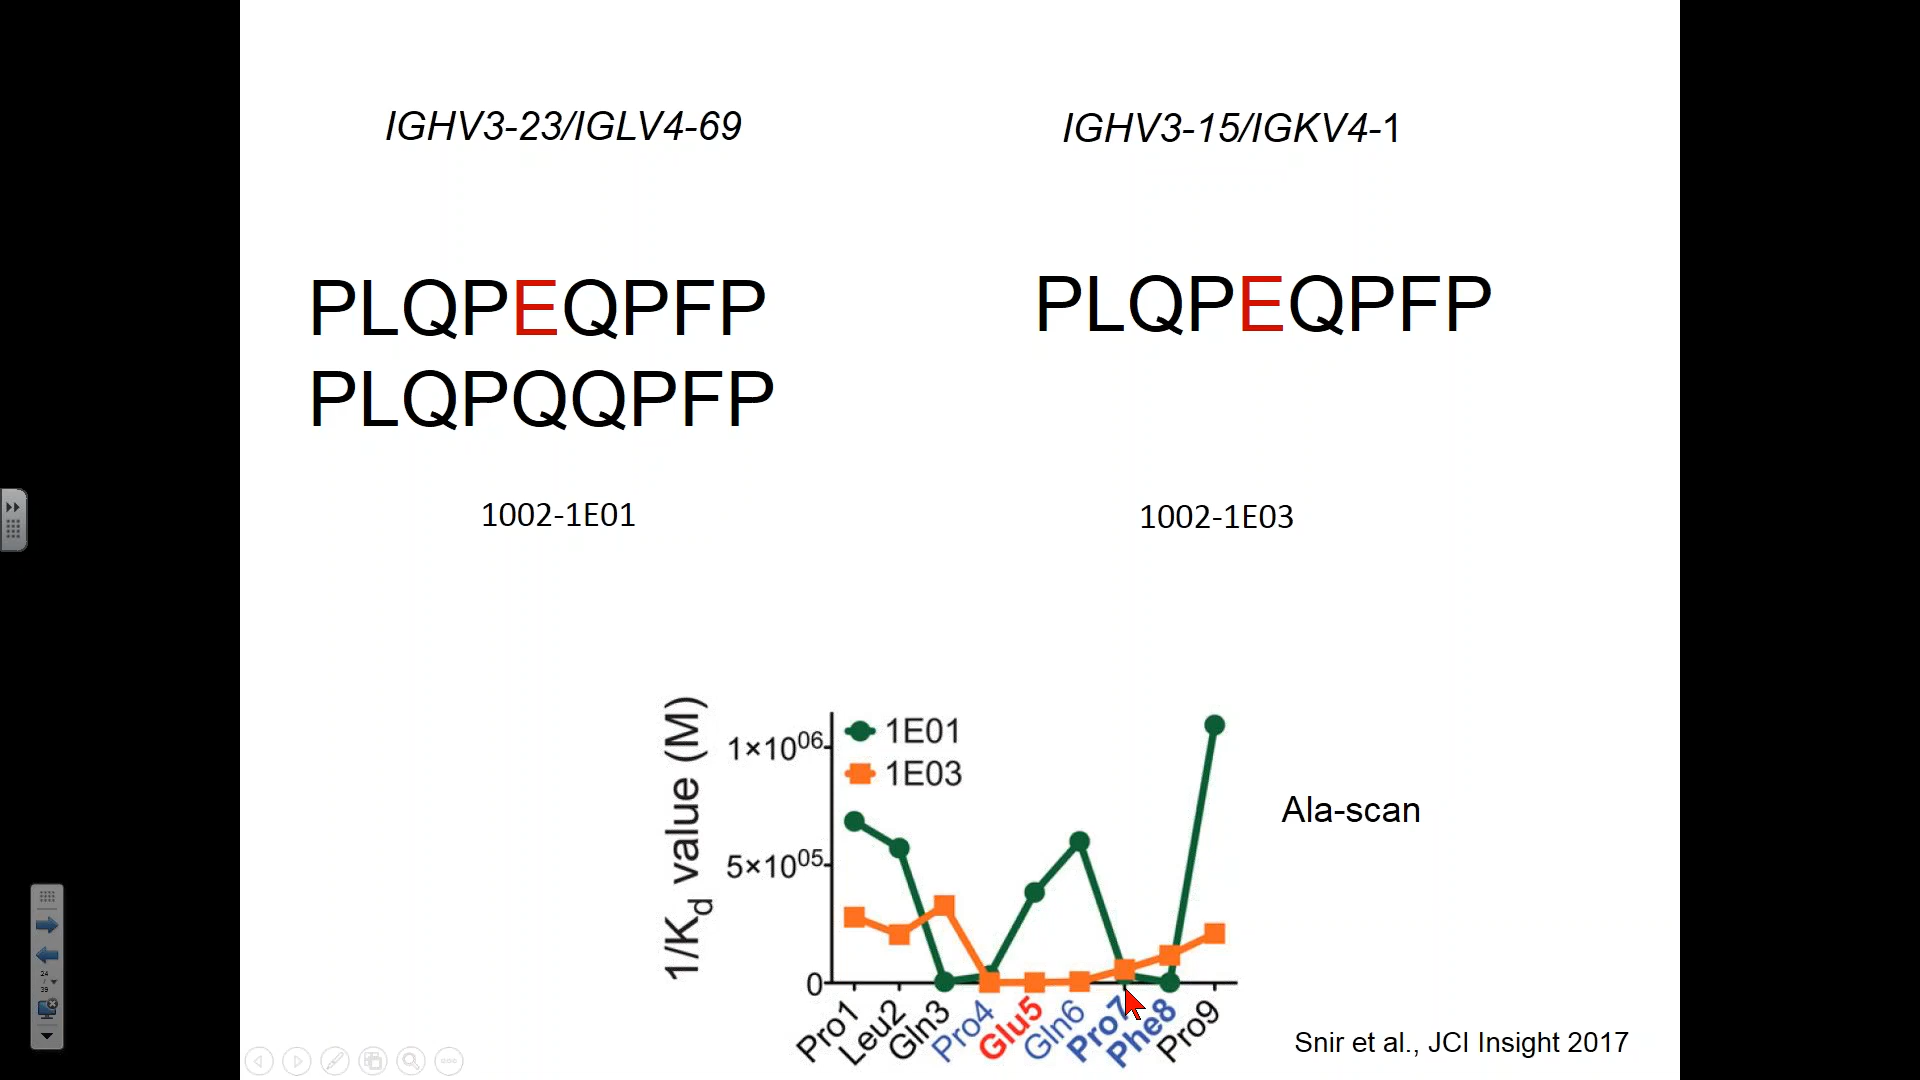 IGHV3-23/IGLV4-69
IGHV3-15/IGKV4-1
PLQPEQPFP
PLQPQQPFP
PLQPEQPFP
1002-1E01
1002-1E03
1/Kd value (M)
1×10⁰⁶
5×10⁰⁵
0
1E01
1E03
Pro1
Leu2
Gln3
Pro4
Glu5
Gln6
Pro7
Phe8
Pro9
Ala-scan
Snir et al., JCI Insight 2017
24
/
39